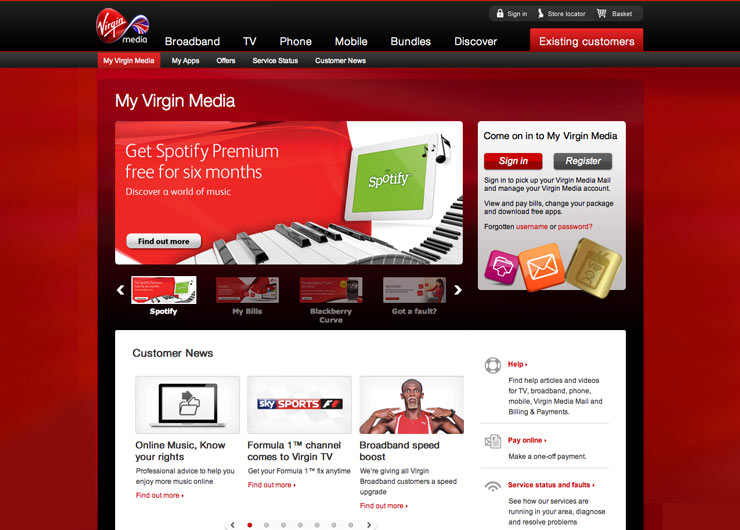 Sign in
Store locator
Basket
Virgin
media
Broadband
TV
Phone
Mobile
Bundles
Discover
Existing customers
My Virgin Media
My Apps
Offers
Service Status
Customer News
My Virgin Media
Get Spotify Premium
free for six months
Discover a world of music
Find out more
Spotify
Come on in to My Virgin Media
Sign in
Register
Sign in to pick up your Virgin Media Mail
and manage your Virgin Media account.
View and pay bills, change your package
and download free apps.
Forgotten username or password?
VIP
Spotify
My Bills
Blackberry
Curve
Got a fault?
Customer News
sky SPORTS F1
Online Music, Know
your rights
Professional advice to help you
enjoy more music online
Find out more
Formula 1™ channel
comes to Virgin TV
Get your Formula 1™ fix anytime
Find out more
Broadband speed
boost
We're giving all Virgin
Broadband customers a speed
upgrade
Find out more
Help
Find help articles and videos
for TV, broadband, phone,
mobile, Virgin Media Mail and
Billing & Payments.
Pay online
Make a one-off payment.
Service status and faults
See how our services are
running in your area, diagnose
and resolve problems